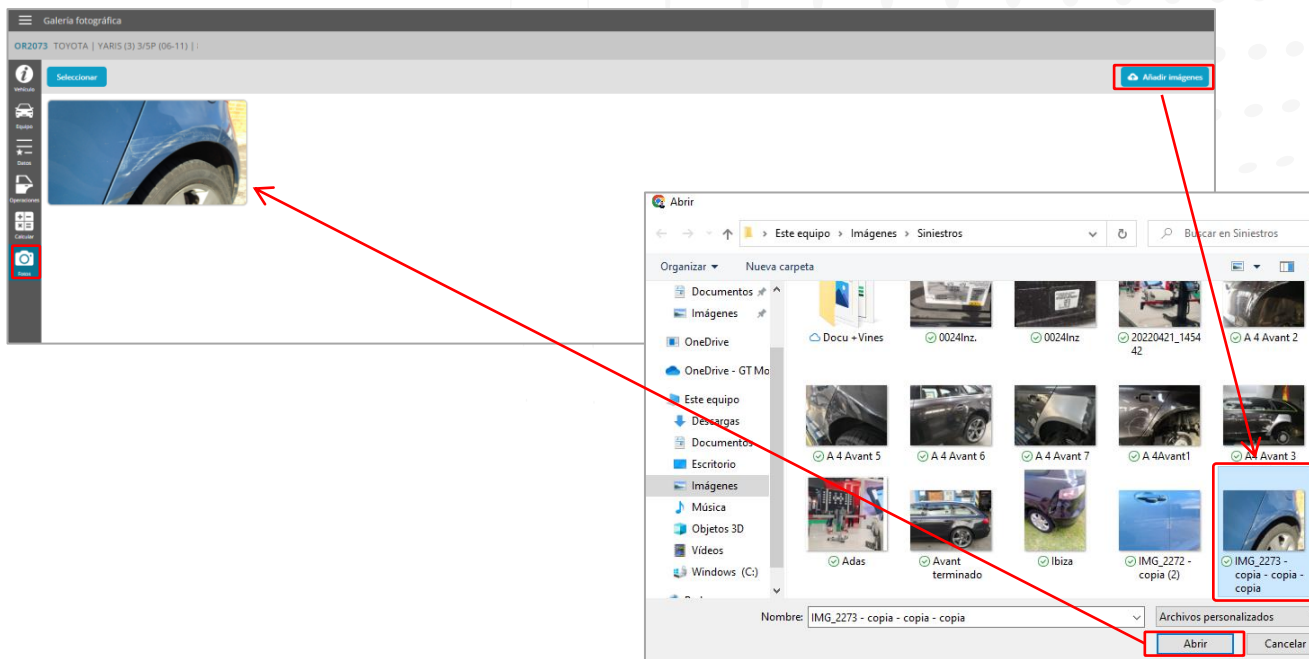 Galería fotográfica
OR2073 TOYOTA | YARIS (3) 3/5P (06-11) |
Vehículo
Seleccionar
Añadir imágenes
Equipo
Datos
Operaciones
Calcular
Fotos
Abrir
Este equipo > Imágenes > Siniestros
Buscar en Siniestros
Organizar
Nueva carpeta
Documentos
Imágenes
OneDrive
OneDrive - GT Mo
Este equipo
Descargas
Documentos
Escritorio
Imágenes
Música
Objetos 3D
Vídeos
Windows (C:)
Docu +Vines
0024Inz.
0024Inz
20220421_1454
42
A 4 Avant 2
A 4 Avant 5
A 4 Avant 6
A 4 Avant 7
A 4Avant1
A4 Avant 3
Adas
Avant
terminado
Ibiza
IMG_2272 -
copia (2)
IMG_2273 -
copia - copia -
copia
Nombre: IMG_2273 - copia - copia - copia
Archivos personalizados
Abrir
Cancelar